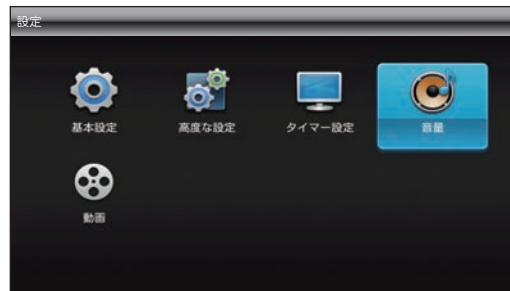 設定
基本設定
高度な設定
タイマー設定
音量
動画